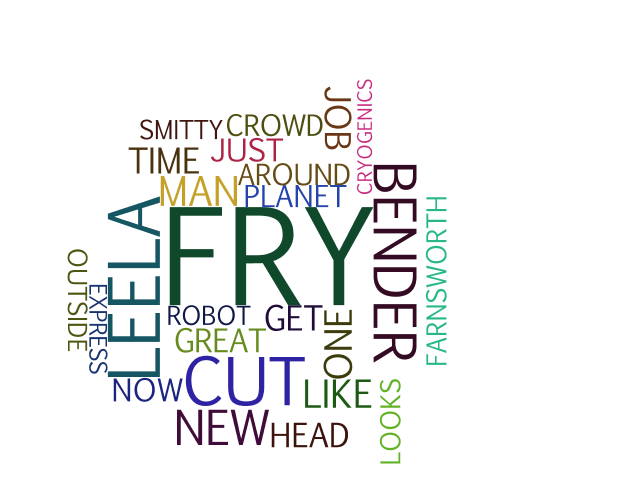 CRYOGENICS
JOB
SMITTY
CROWD
JUST
TIME
AROUND
MAN
PLANET
BENDER
FRY
LEELA
FARNSWORTH
OUTSIDE
EXPRESS
ROBOT
GET
ONE
GREAT
CUT
NOW
LIKE
LOOKS
NEW
HEAD